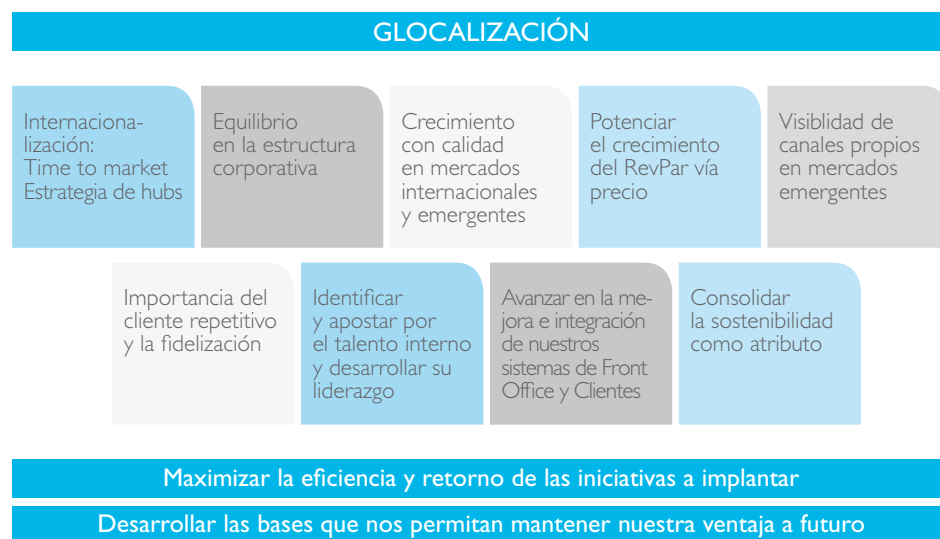 GLOCALIZACIÓN
Internaciona-
lización:
Time to market
Estrategia de hubs
Equilibrio
en la estructura
corporativa
Crecimiento
con calidad
en mercados
internacionales
y emergentes
Potenciar
el crecimiento
del RevPar vía
precio
Visiblidad de
canales propios
en mercados
emergentes
Importancia del
cliente repetitivo
y la fidelización
Identificar
y apostar por
el talento interno
y desarrollar su
liderazgo
Avanzar en la me-
jora e integración
de nuestros
sistemas de Front
Office y Clientes
Consolidar
la sostenibilidad
como atributo
Maximizar la eficiencia y retorno de las iniciativas a implantar
Desarrollar las bases que nos permitan mantener nuestra ventaja a futuro